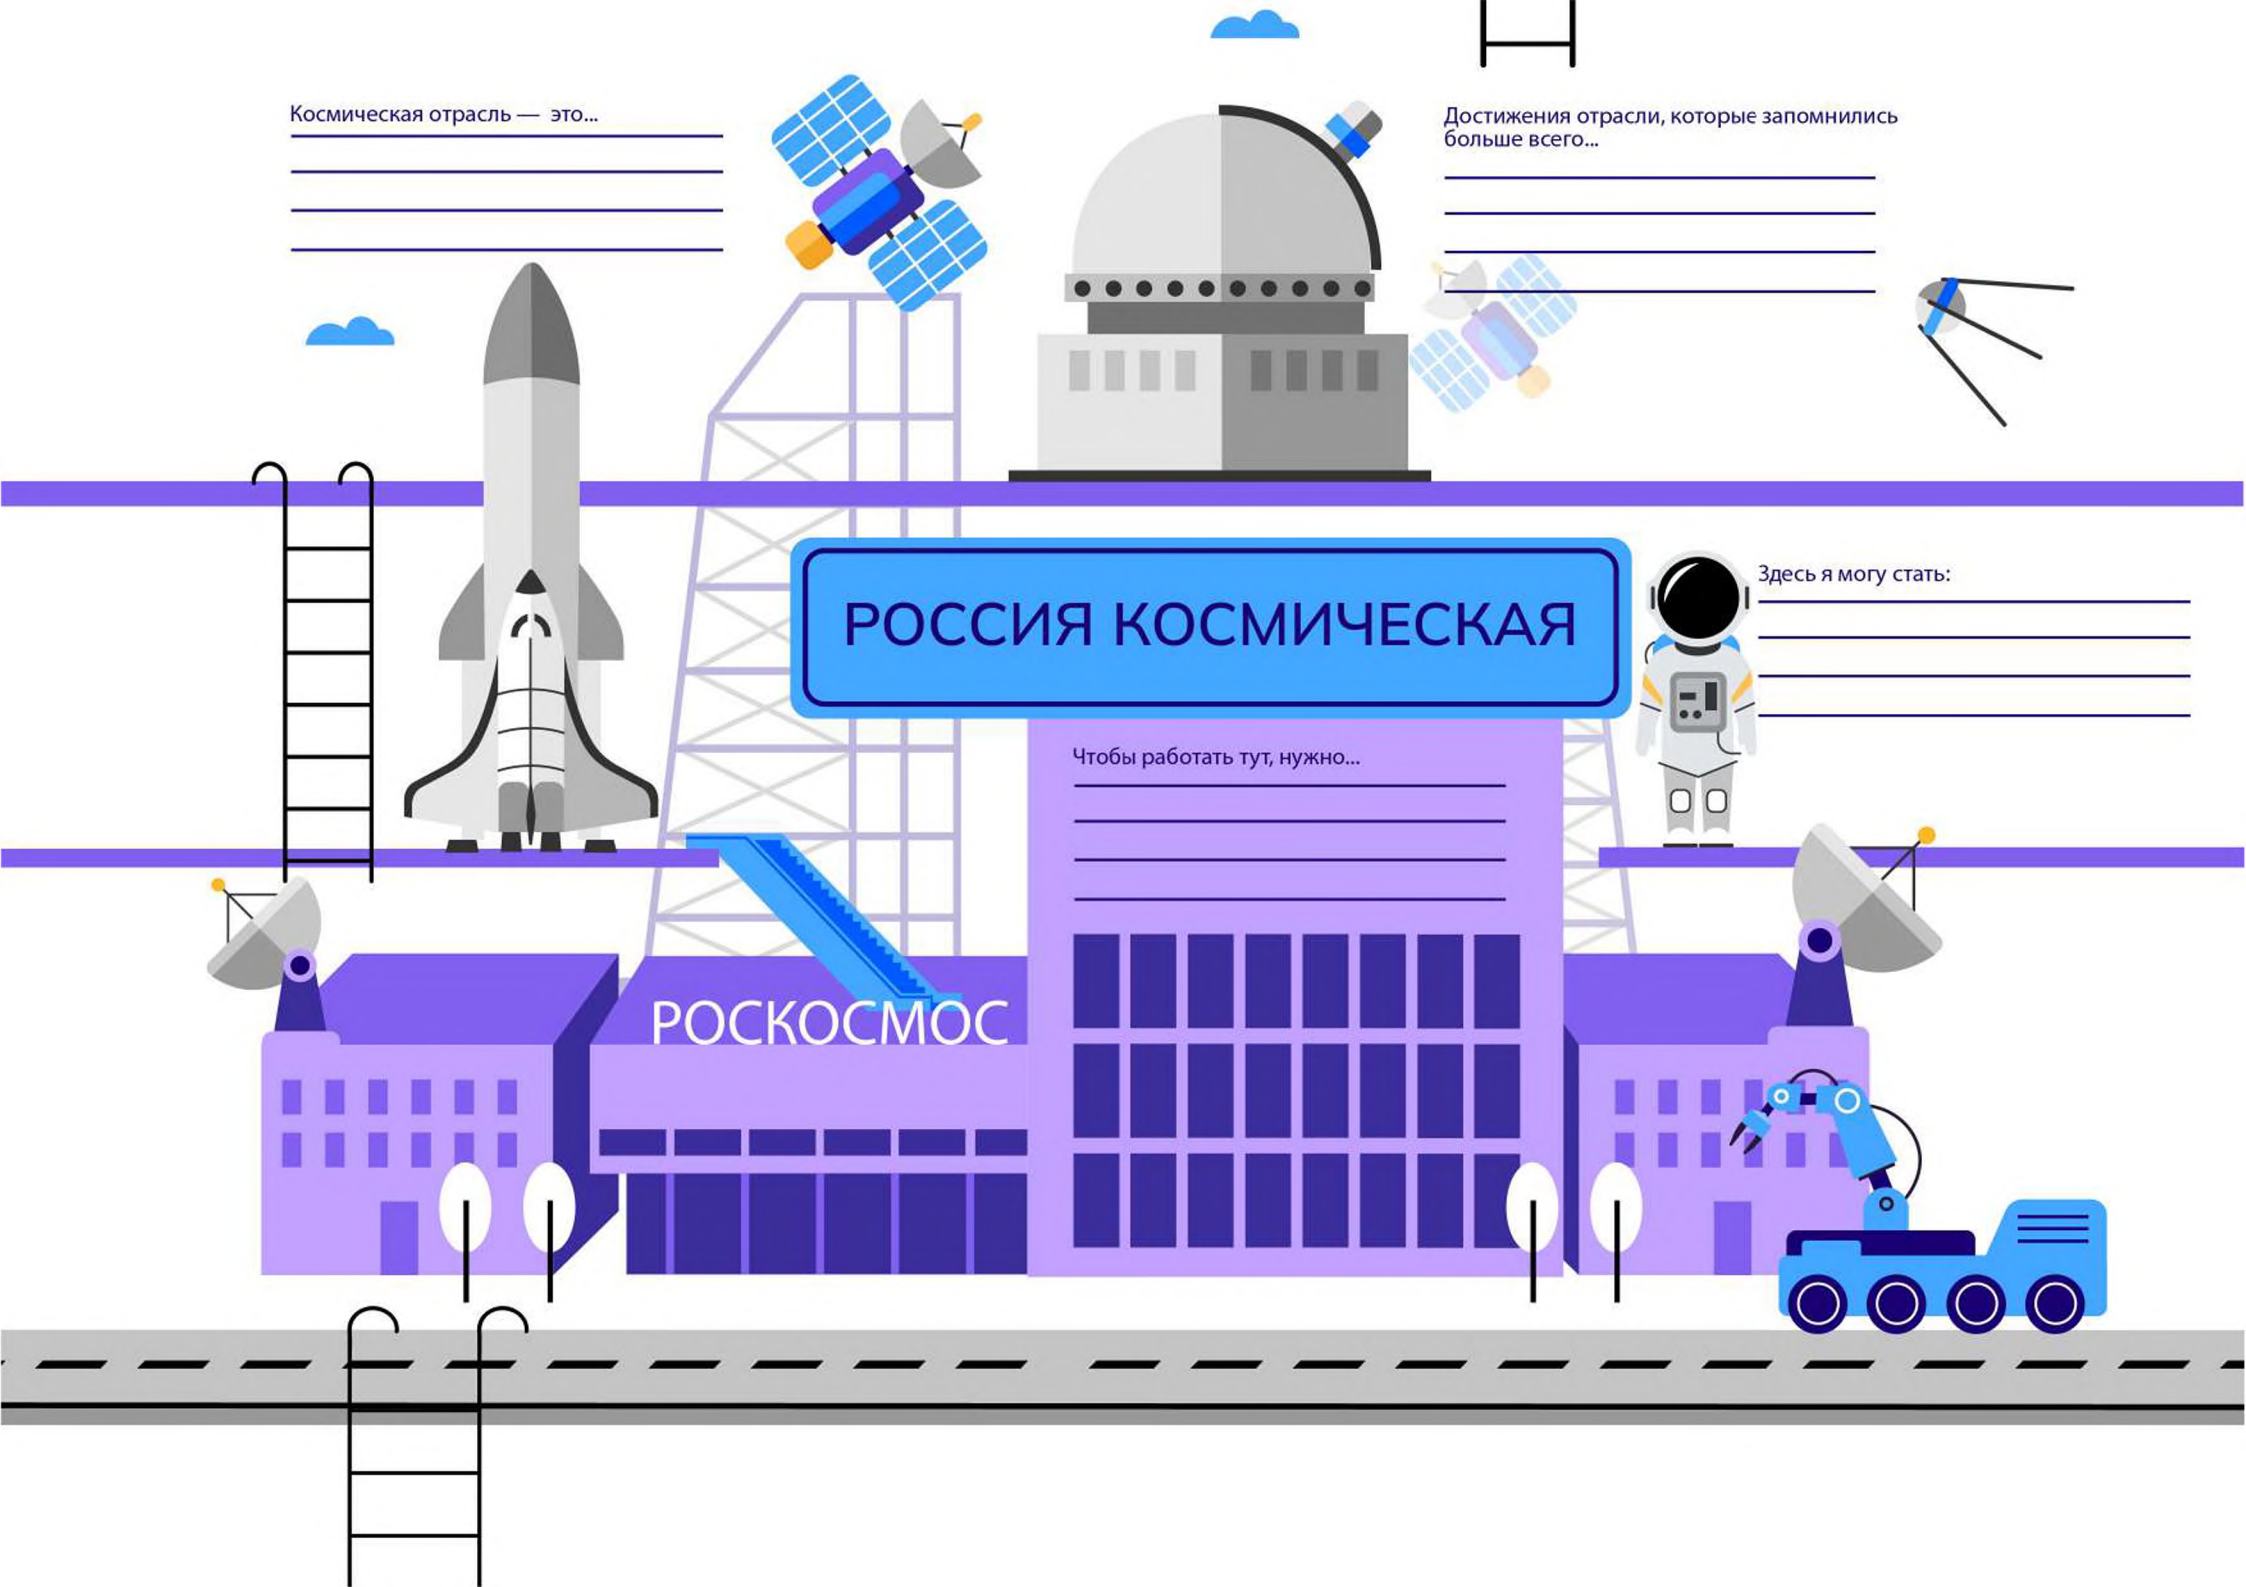 Космическая отрасль — это...
Достижения отрасли, которые запомнились
больше всего...
РОССИЯ КОСМИЧЕСКАЯ
Здесь я могу стать:
Чтобы работать тут, нужно...
РОСКОСМОС